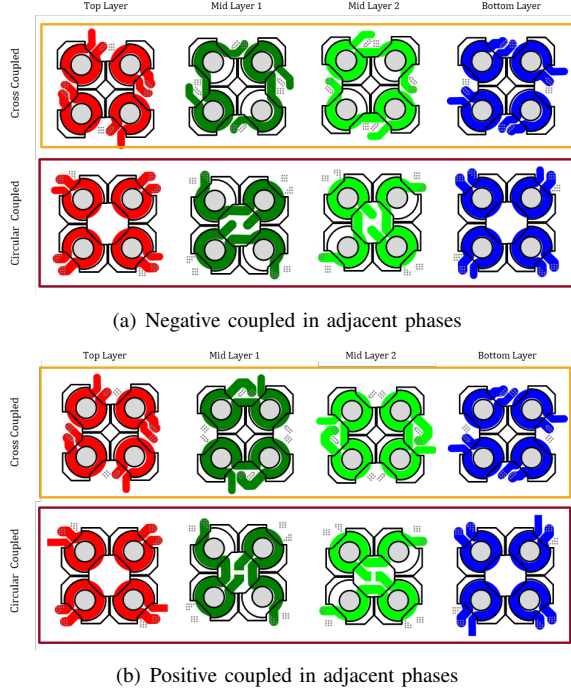 Top Layer Mid Layer 1 Mid Layer 2 Bottom Layer
Cross Coupled
Circular Coupled
(a) Negative coupled in adjacent phases
Top Layer Mid Layer 1 Mid Layer 2 Bottom Layer
Cross Coupled
Circular Coupled
(b) Positive coupled in adjacent phases